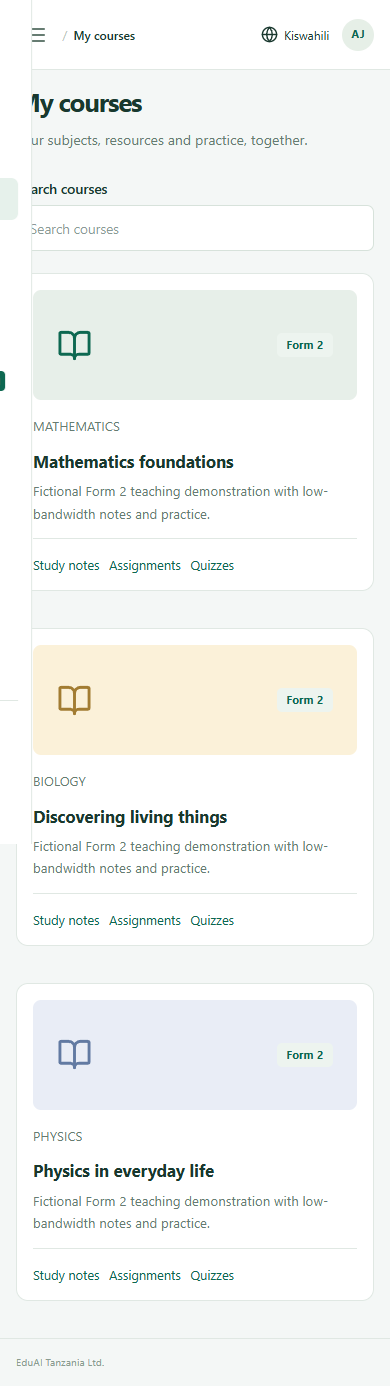 / My courses
Kiswahili
AJ
My courses
ur subjects, resources and practice, together.
arch courses
Search courses
Form 2
MATHEMATICS
Mathematics foundations
Fictional Form 2 teaching demonstration with low-
bandwidth notes and practice.
Study notes Assignments Quizzes
Form 2
BIOLOGY
Discovering living things
Fictional Form 2 teaching demonstration with low-
bandwidth notes and practice.
Study notes Assignments Quizzes
Form 2
PHYSICS
Physics in everyday life
Fictional Form 2 teaching demonstration with low-
bandwidth notes and practice.
Study notes Assignments Quizzes
EduAI Tanzania Ltd.